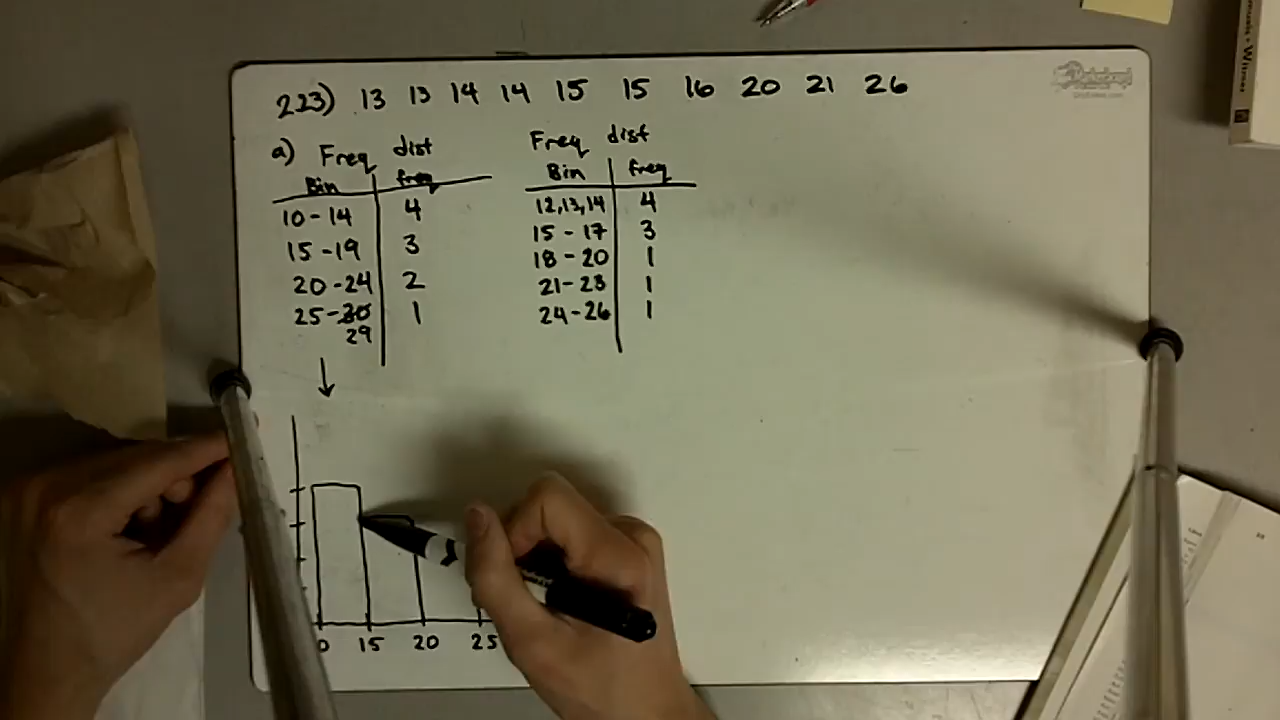 223) 13 13 14 14 15 15 16 20 21 26
a) Freq dist
Bin freq
10-14 4
15-19 3
20-24 2
25-30 1
29
Freq dist
Bin freq
12,13,14 4
15-17 3
18-20 1
21-23 1
24-26 1
0 15 20 25